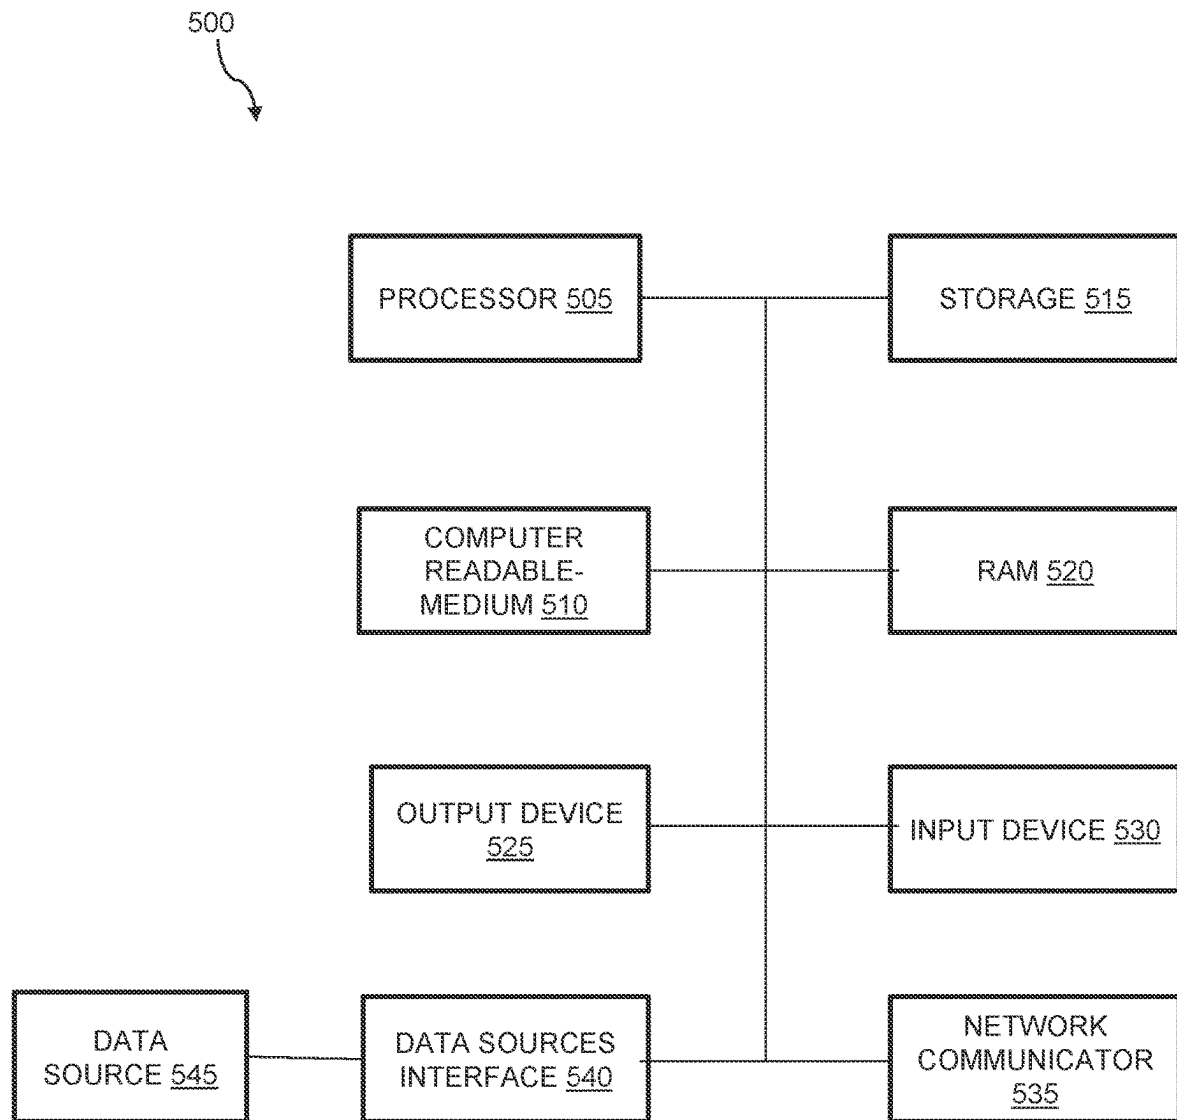 500
PROCESSOR 505
STORAGE 515
COMPUTER
READABLE-
MEDIUM 510
RAM 520
OUTPUT DEVICE
525
INPUT DEVICE 530
DATA
SOURCE 545
DATA SOURCES
INTERFACE 540
NETWORK
COMMUNICATOR
535